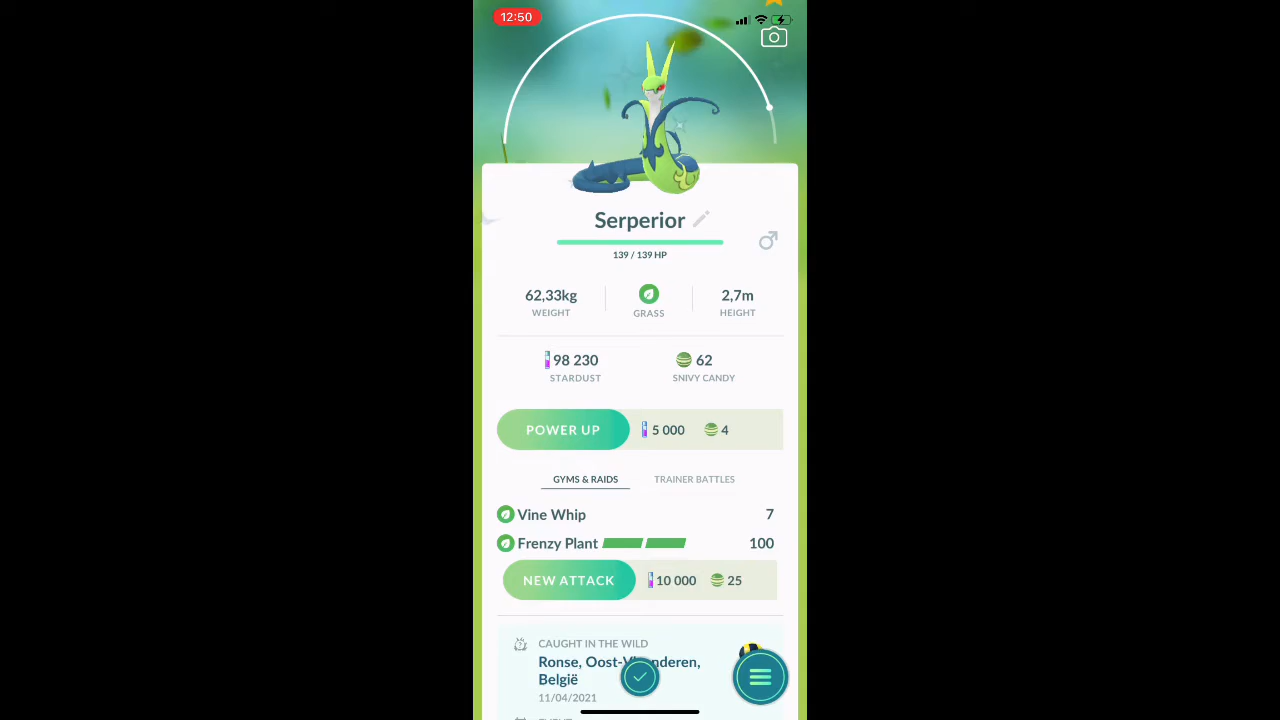 12:50
Serperior
139 / 139 HP
62,33kg
WEIGHT
GRASS
2,7m
HEIGHT
98 230
STARDUST
62
SNIVY CANDY
POWER UP 5 000 4
GYMS & RAIDS TRAINER BATTLES
Vine Whip 7
Frenzy Plant 100
NEW ATTACK 10 000 25
CAUGHT IN THE WILD
Ronse, Oost-Vlaanderen,
België
11/04/2021